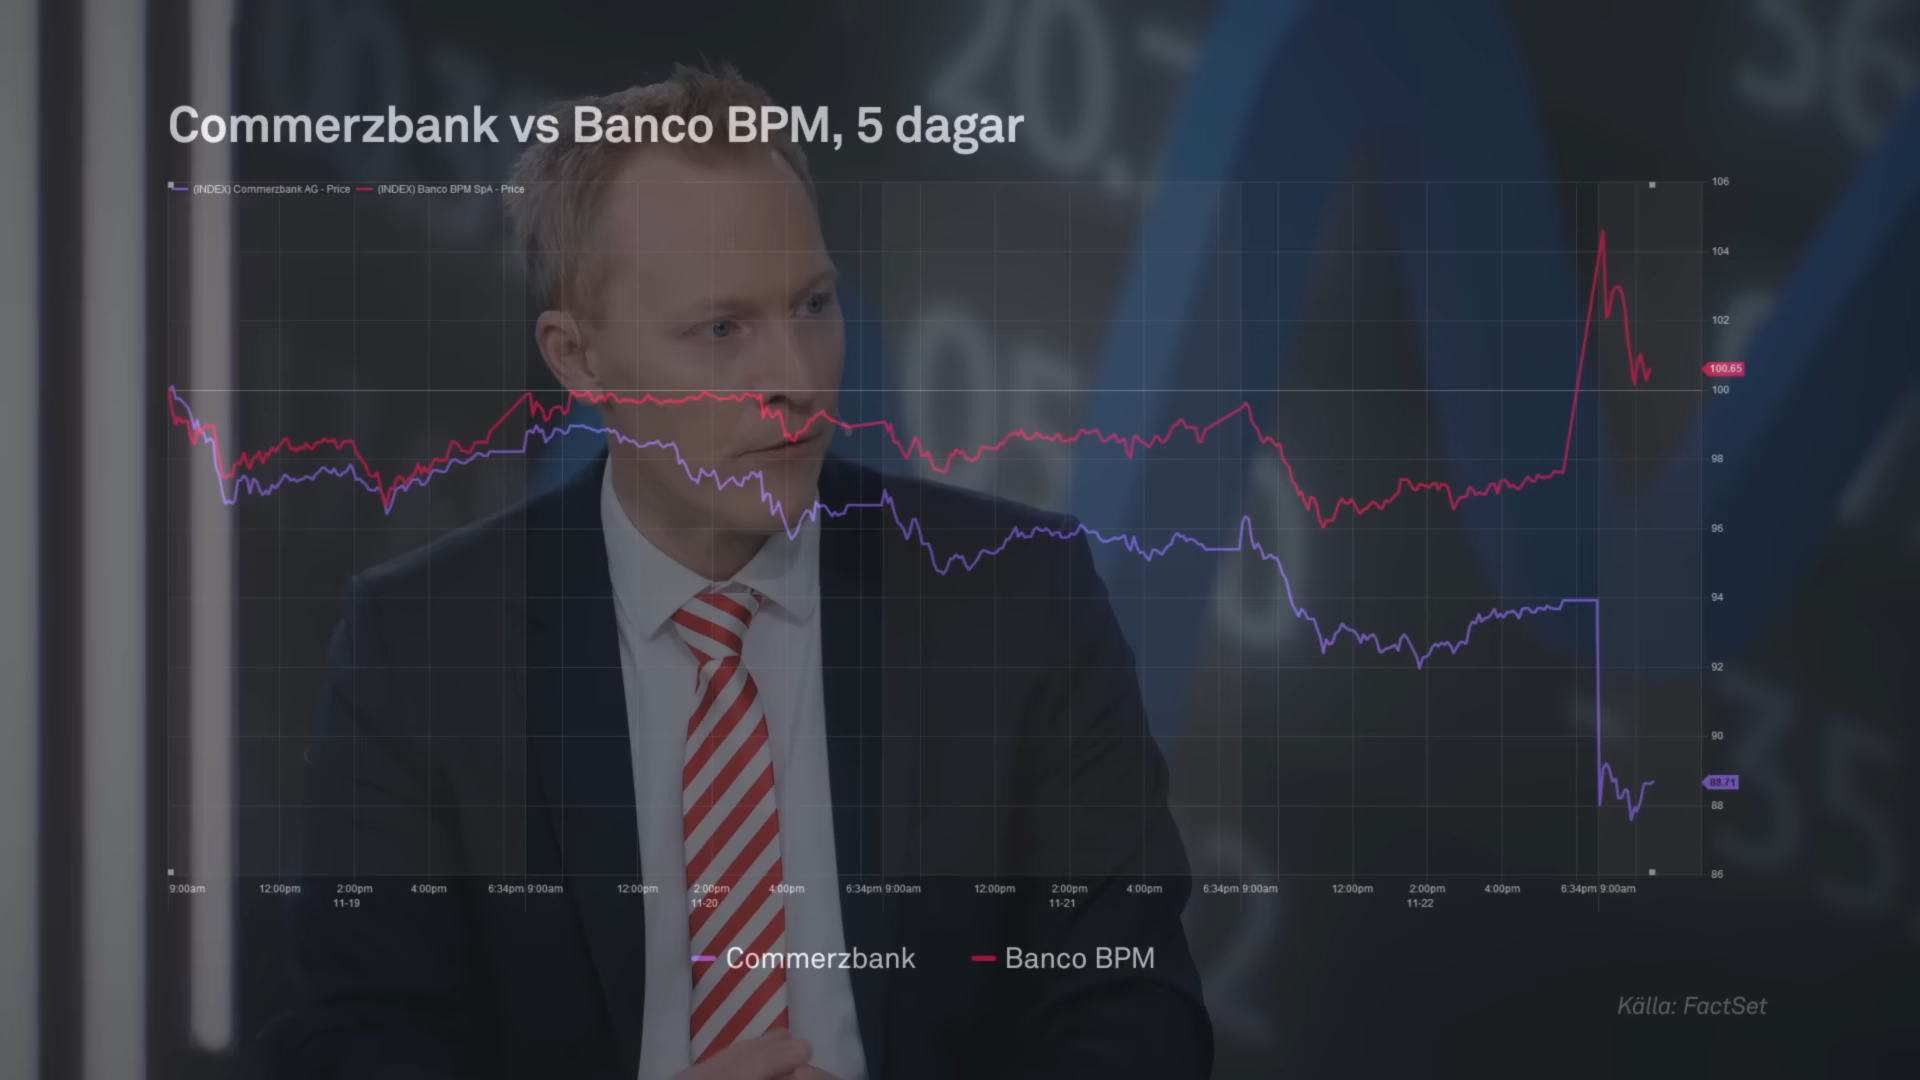 Commerzbank vs Banco BPM, 5 dagar
(INDEX) Commerzbank AG - Price (INDEX) Banco BPM SpA - Price
106
104
102
100.65
100
98
96
94
92
90
88.71
88
86
9:00am 12:00pm 2:00pm 4:00pm 6:34pm 9:00am 12:00pm 2:00pm 4:00pm 6:34pm 9:00am 12:00pm 2:00pm 4:00pm 6:34pm 9:00am 12:00pm 2:00pm 4:00pm 6:34pm 9:00am
11-19 11-20 11-21 11-22
Commerzbank Banco BPM
Källa: FactSet